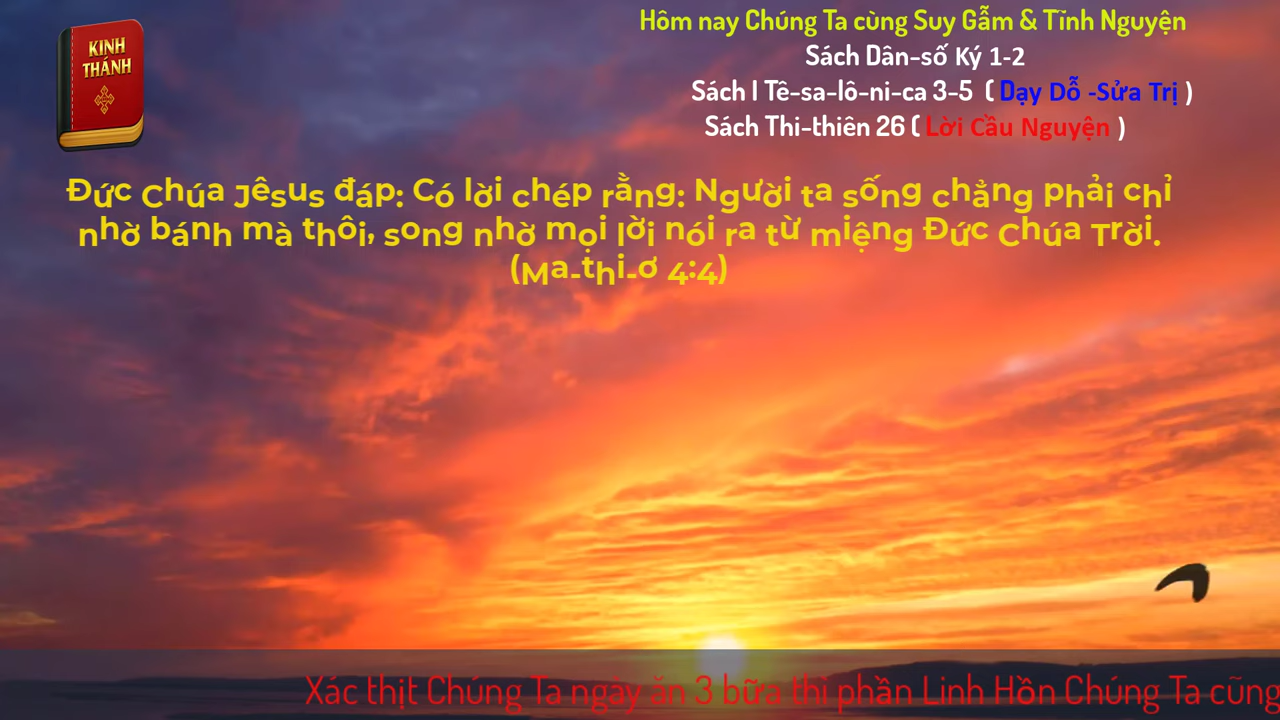 KINH
THÁNH
Hôm nay Chúng Ta cùng Suy Gẫm & Tĩnh Nguyện
Sách Dân-số Ký 1-2
Sách I Tê-sa-lô-ni-ca 3-5 ( Dạy Dỗ -Sửa Trị )
Sách Thi-thiên 26 ( Lời Cầu Nguyện )
Đức Chúa Jêsus đáp: Có lời chép rằng: Người ta sống chẳng phải chỉ
nhờ bánh mà thôi, song nhờ mọi lời nói ra từ miệng Đức Chúa Trời.
(Ma-thi-ơ 4:4)
Xác thịt Chúng Ta ngày ăn 3 bữa thì phần Linh Hồn Chúng Ta cũng